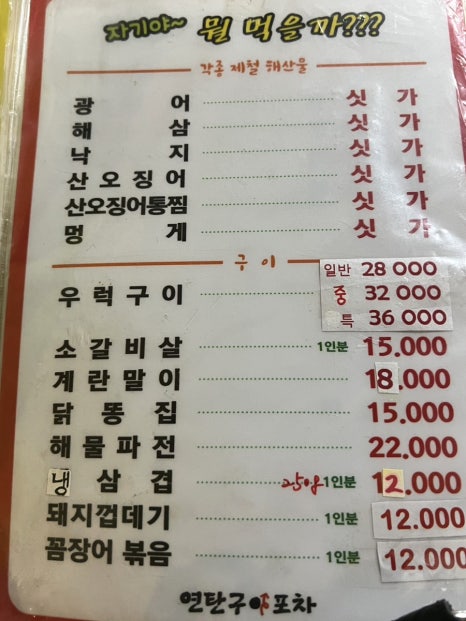 자기야~ 뭘 먹을까???
각종 제철 해산물
광어 싯가
해삼 싯가
낙지 싯가
산오징어 싯가
산오징어통찜 싯가
멍게 싯가
구이
우럭구이 일반 28 000
중 32 000
특 36 000
소갈비살 1인분 15.000
계란말이 18.000
닭똥집 15.000
해물파전 22.000
냉삼겹 1인분 12.000
돼지껍데기 1인분 12.000
꼼장어 볶음 1인분 12.000
연탄구이포차